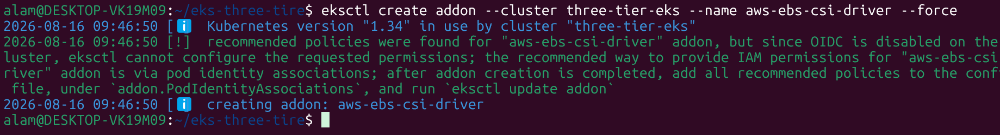 alam@DESKTOP-VK19M09:~/eks-three-tire$ eksctl create addon --cluster three-tier-eks --name aws-ebs-csi-driver --force
2026-08-16 09:46:50 [ℹ]  Kubernetes version "1.34" in use by cluster "three-tier-eks"
2026-08-16 09:46:50 [!]  recommended policies were found for "aws-ebs-csi-driver" addon, but since OIDC is disabled on the
luster, eksctl cannot configure the requested permissions; the recommended way to provide IAM permissions for "aws-ebs-csi
river" addon is via pod identity associations; after addon creation is completed, add all recommended policies to the conf
file, under `addon.PodIdentityAssociations`, and run `eksctl update addon`
2026-08-16 09:46:50 [ℹ  creating addon: aws-ebs-csi-driver
alam@DESKTOP-VK19M09:~/eks-three-tire$